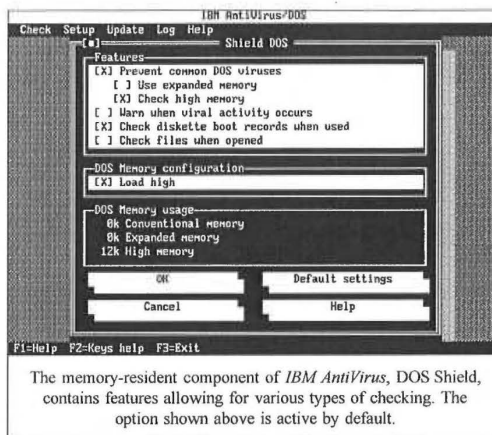 IBM AntiVirus/DOS
Check Setup Update Log Help
[■] Shield DOS
Features
[X] Prevent common DOS viruses
[ ] Use expanded memory
[X] Check high memory
[ ] Warn when viral activity occurs
[X] Check diskette boot records when used
[ ] Check files when opened
DOS Memory configuration
[X] Load high
DOS Memory usage
0k Conventional memory
0k Expanded memory
12k High memory
OK Default settings
Cancel Help
F1=Help F2=Keys help F3=Exit
The memory-resident component of IBM AntiVirus, DOS Shield,
contains features allowing for various types of checking. The
option shown above is active by default.